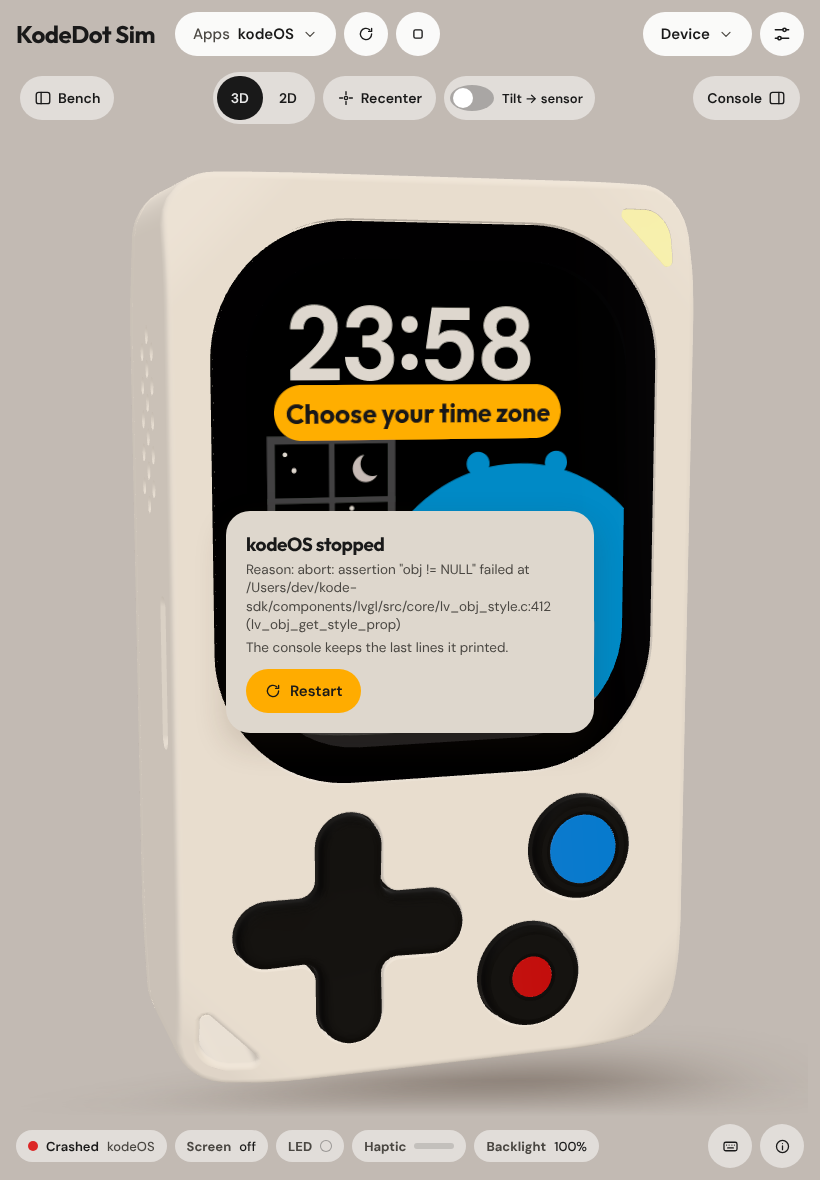 KodeDot Sim
Apps kodeOS
Device
Bench
3D
2D
Recenter
Tilt → sensor
Console
23:58
Choose your time zone
kodeOS stopped
Reason: abort: assertion "obj != NULL" failed at
/Users/dev/kode-
sdk/components/lvgl/src/core/lv_obj_style.c:412
(lv_obj_get_style_prop)
The console keeps the last lines it printed.
Restart
Crashed kodeOS
Screen off
LED
Haptic
Backlight 100%